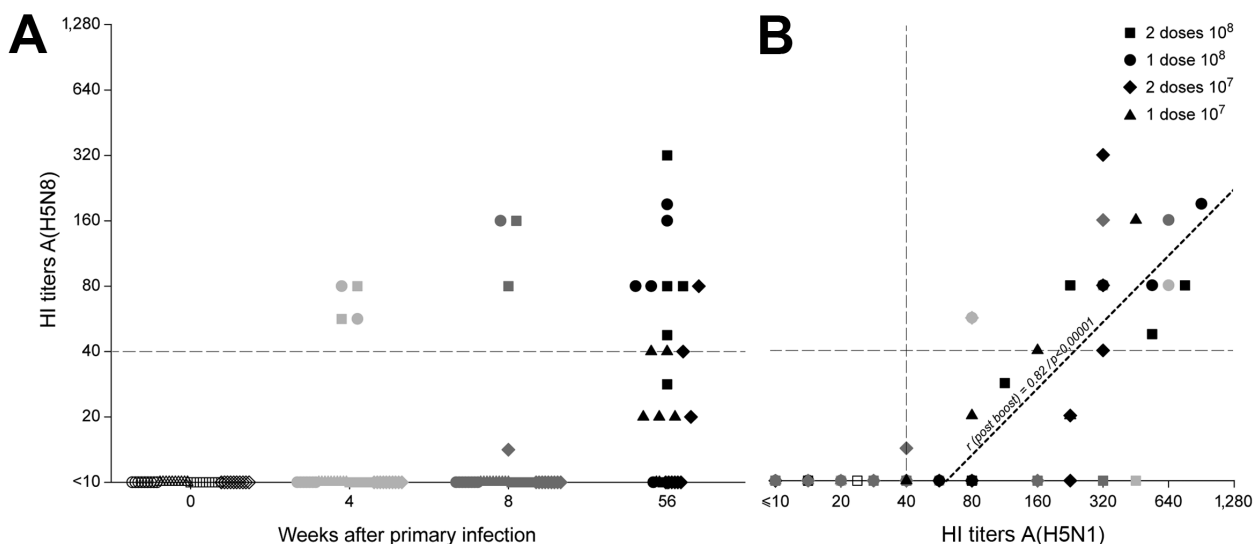 A
HI titers A(H5N8)
1,280
640
320
160
80
40
20
<10
0 4 8 56
Weeks after primary infection
B
2 doses 10⁸
1 dose 10⁸
2 doses 10⁷
1 dose 10⁷
r (post boost) = 0.82 / p<0.00001
⩽10 20 40 80 160 320 640 1,280
HI titers A(H5N1)